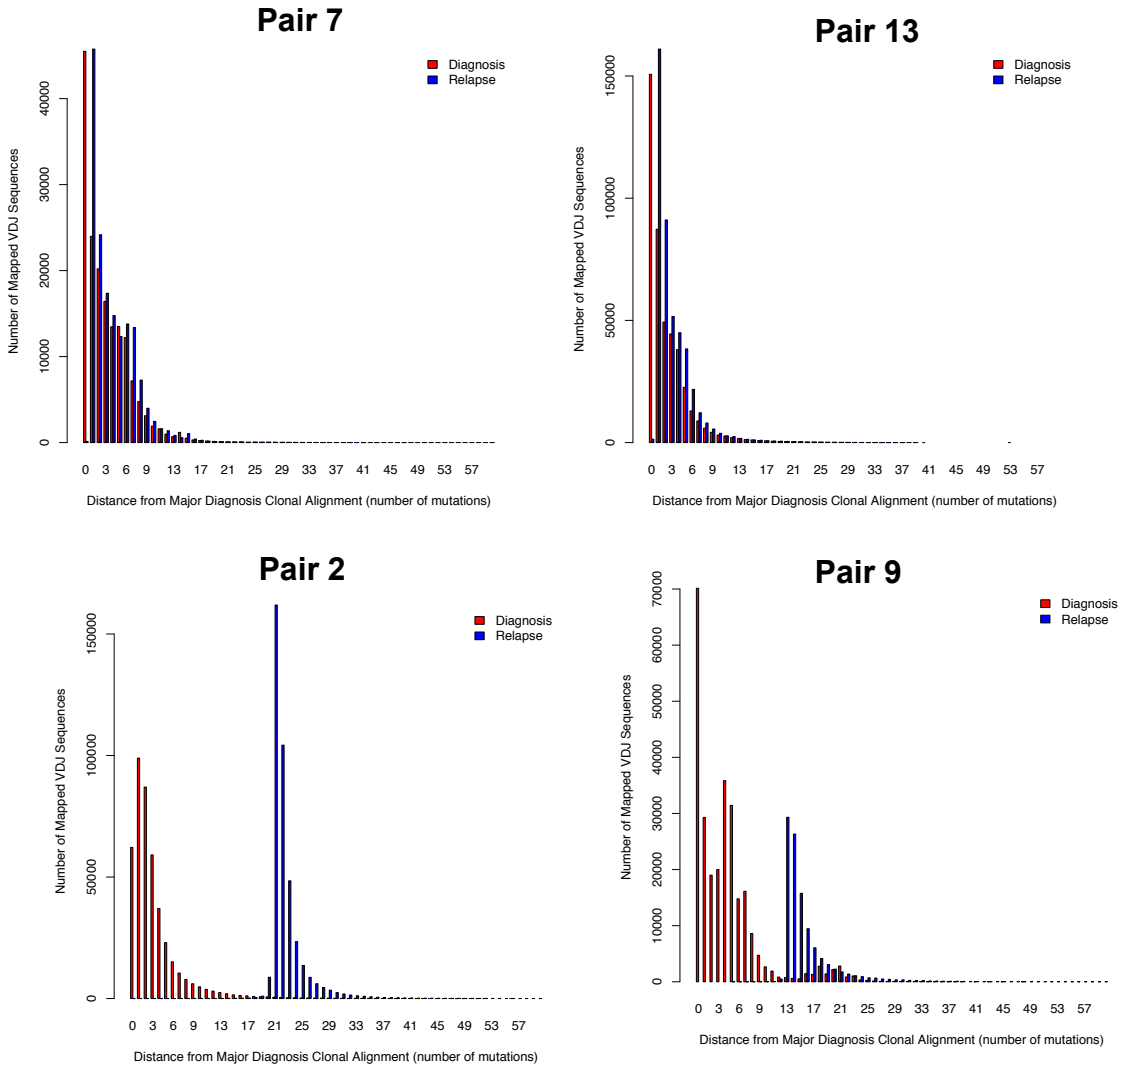 Pair 7
Diagnosis
Relapse
Number of Mapped VDJ Sequences
0 10000 20000 30000 40000
0 3 6 9 13 17 21 25 29 33 37 41 45 49 53 57
Distance from Major Diagnosis Clonal Alignment (number of mutations)
Pair 13
Diagnosis
Relapse
Number of Mapped VDJ Sequences
0 50000 100000 150000
0 3 6 9 13 17 21 25 29 33 37 41 45 49 53 57
Distance from Major Diagnosis Clonal Alignment (number of mutations)
Pair 2
Diagnosis
Relapse
Number of Mapped VDJ Sequences
0 50000 100000 150000
0 3 6 9 13 17 21 25 29 33 37 41 45 49 53 57
Distance from Major Diagnosis Clonal Alignment (number of mutations)
Pair 9
Diagnosis
Relapse
Number of Mapped VDJ Sequences
0 10000 20000 30000 40000 50000 60000 70000
0 3 6 9 13 17 21 25 29 33 37 41 45 49 53 57
Distance from Major Diagnosis Clonal Alignment (number of mutations)